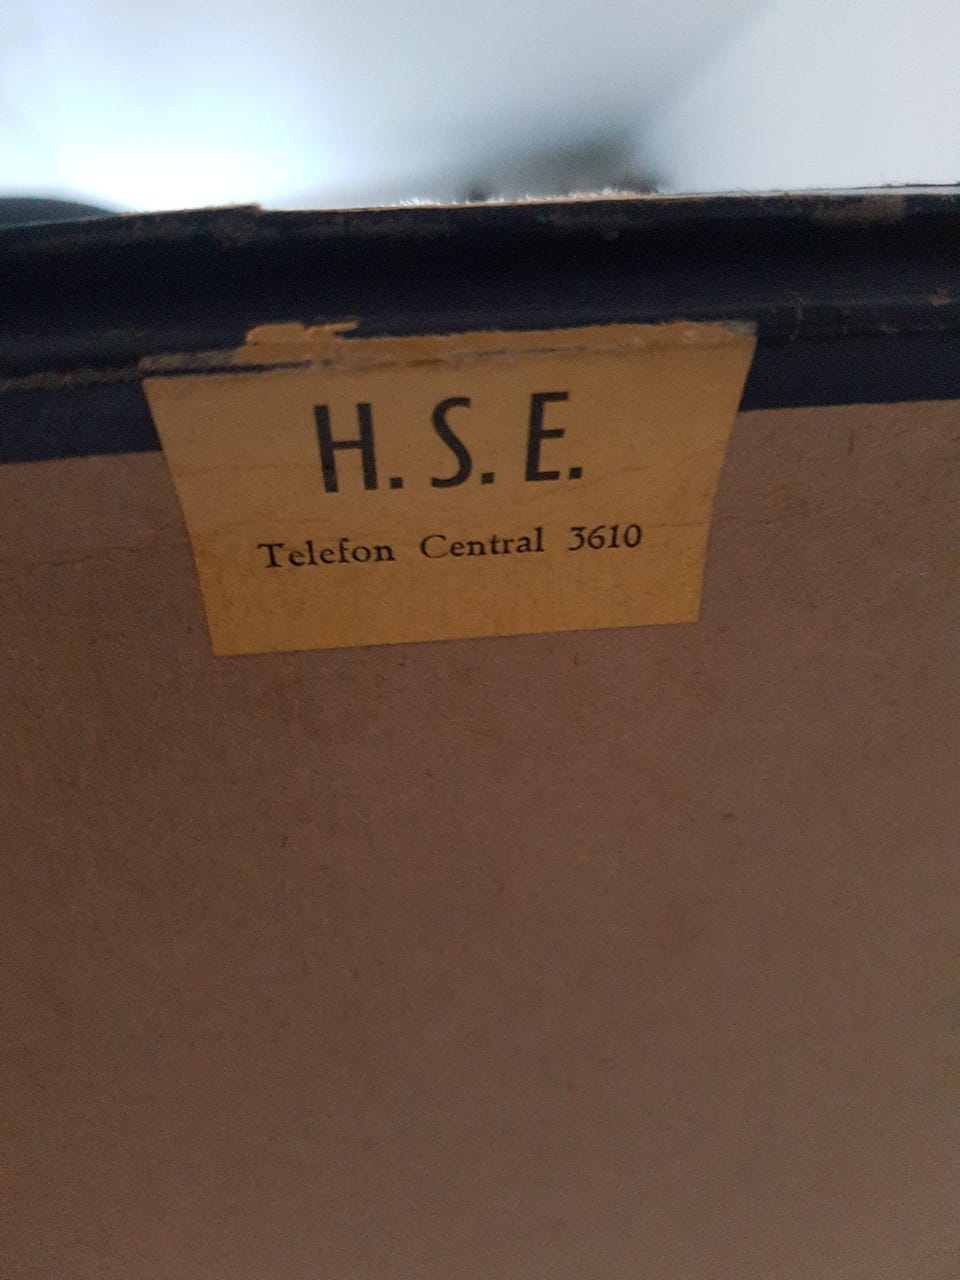 H. S. E.
Telefon Central 3610